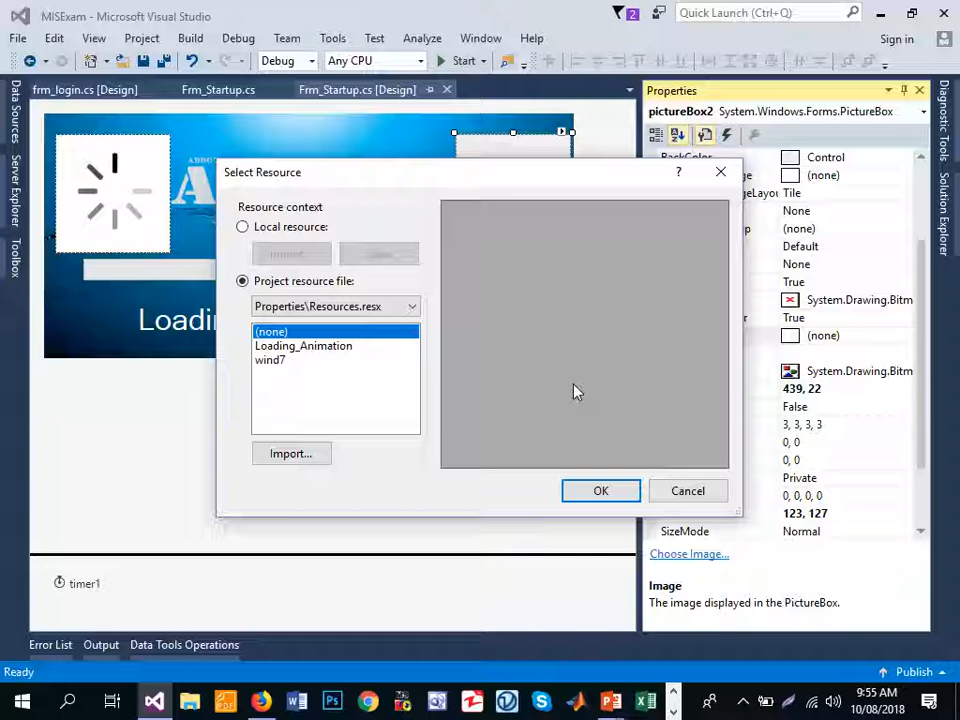 MISExam - Microsoft Visual Studio
2
Quick Launch (Ctrl+Q)
File Edit View Project Build Debug Team Tools Test Analyze Window Help
Sign in
Debug Any CPU Start
frm_login.cs [Design] Frm_Startup.cs Frm_Startup.cs [Design]
Properties
pictureBox2 System.Windows.Forms.PictureBox
Data Sources
Server Explorer
Toolbox
Diagnostic Tools
Solution Explorer
Loadi
Select Resource
?
Resource context
Local resource:
Project resource file:
Properties\Resources.resx
(none)
Loading_Animation
wind7
Import...
OK Cancel
Control
(none)
Tile
None
(none)
Default
None
True
System.Drawing.Bitm
True
(none)
System.Drawing.Bitm
439, 22
False
3, 3, 3, 3
0, 0
0, 0
Private
0, 0, 0, 0
123, 127
SizeMode Normal
Choose Image...
Image
The image displayed in the PictureBox.
timer1
Error List Output Data Tools Operations
Ready
Publish
9:55 AM
10/08/2018